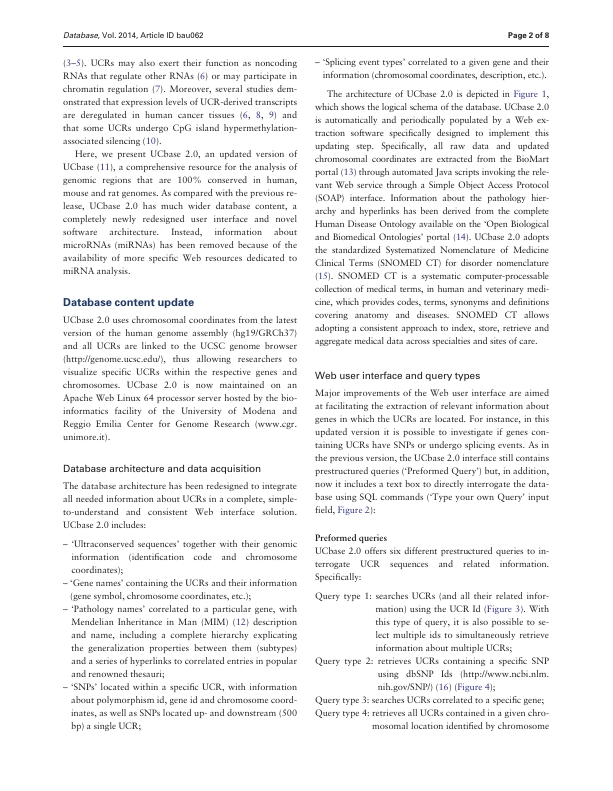 Database, Vol. 2014, Article ID bau062
Page 2 of 8
(3–5). UCRs may also exert their function as noncoding
RNAs that regulate other RNAs (6) or may participate in
chromatin regulation (7). Moreover, several studies dem-
onstrated that expression levels of UCR-derived transcripts
are deregulated in human cancer tissues (6, 8, 9) and
that some UCRs undergo CpG island hypermethylation-
associated silencing (10).
Here, we present UCbase 2.0, an updated version of
UCbase (11), a comprehensive resource for the analysis of
genomic regions that are 100% conserved in human,
mouse and rat genomes. As compared with the previous re-
lease, UCbase 2.0 has much wider database content, a
completely newly redesigned user interface and novel
software architecture. Instead, information about
microRNAs (miRNAs) has been removed because of the
availability of more specific Web resources dedicated to
miRNA analysis.
Database content update
UCbase 2.0 uses chromosomal coordinates from the latest
version of the human genome assembly (hg19/GRCh37)
and all UCRs are linked to the UCSC genome browser
(http://genome.ucsc.edu/), thus allowing researchers to
visualize specific UCRs within the respective genes and
chromosomes. UCbase 2.0 is now maintained on an
Apache Web Linux 64 processor server hosted by the bio-
informatics facility of the University of Modena and
Reggio Emilia Center for Genome Research (www.cgr.
unimore.it).
Database architecture and data acquisition
The database architecture has been redesigned to integrate
all needed information about UCRs in a complete, simple-
to-understand and consistent Web interface solution.
UCbase 2.0 includes:
– ‘Ultraconserved sequences’ together with their genomic
information (identification code and chromosome
coordinates);
– ‘Gene names’ containing the UCRs and their information
(gene symbol, chromosome coordinates, etc.);
– ‘Pathology names’ correlated to a particular gene, with
Mendelian Inheritance in Man (MIM) (12) description
and name, including a complete hierarchy explicating
the generalization properties between them (subtypes)
and a series of hyperlinks to correlated entries in popular
and renowned thesauri;
– ‘SNPs’ located within a specific UCR, with information
about polymorphism id, gene id and chromosome coord-
inates, as well as SNPs located up- and downstream (500
bp) a single UCR;
– ‘Splicing event types’ correlated to a given gene and their
information (chromosomal coordinates, description, etc.).
The architecture of UCbase 2.0 is depicted in Figure 1,
which shows the logical schema of the database. UCbase 2.0
is automatically and periodically populated by a Web ex-
traction software specifically designed to implement this
updating step. Specifically, all raw data and updated
chromosomal coordinates are extracted from the BioMart
portal (13) through automated Java scripts invoking the rele-
vant Web service through a Simple Object Access Protocol
(SOAP) interface. Information about the pathology hier-
archy and hyperlinks has been derived from the complete
Human Disease Ontology available on the ‘Open Biological
and Biomedical Ontologies’ portal (14). UCbase 2.0 adopts
the standardized Systematized Nomenclature of Medicine
Clinical Terms (SNOMED CT) for disorder nomenclature
(15). SNOMED CT is a systematic computer-processable
collection of medical terms, in human and veterinary medi-
cine, which provides codes, terms, synonyms and definitions
covering anatomy and diseases. SNOMED CT allows
adopting a consistent approach to index, store, retrieve and
aggregate medical data across specialties and sites of care.
Web user interface and query types
Major improvements of the Web user interface are aimed
at facilitating the extraction of relevant information about
genes in which the UCRs are located. For instance, in this
updated version it is possible to investigate if genes con-
taining UCRs have SNPs or undergo splicing events. As in
the previous version, the UCbase 2.0 interface still contains
prestructured queries (‘Preformed Query’) but, in addition,
now it includes a text box to directly interrogate the data-
base using SQL commands (‘Type your own Query’ input
field, Figure 2):
Preformed queries
UCbase 2.0 offers six different prestructured queries to in-
terrogate UCR sequences and related information.
Specifically:
Query type 1: searches UCRs (and all their related infor-
mation) using the UCR Id (Figure 3). With
this type of query, it is also possible to se-
lect multiple ids to simultaneously retrieve
information about multiple UCRs;
Query type 2: retrieves UCRs containing a specific SNP
using dbSNP Ids (http://www.ncbi.nlm.
nih.gov/SNP/) (16) (Figure 4);
Query type 3: searches UCRs correlated to a specific gene;
Query type 4: retrieves all UCRs contained in a given chro-
mosomal location identified by chromosome